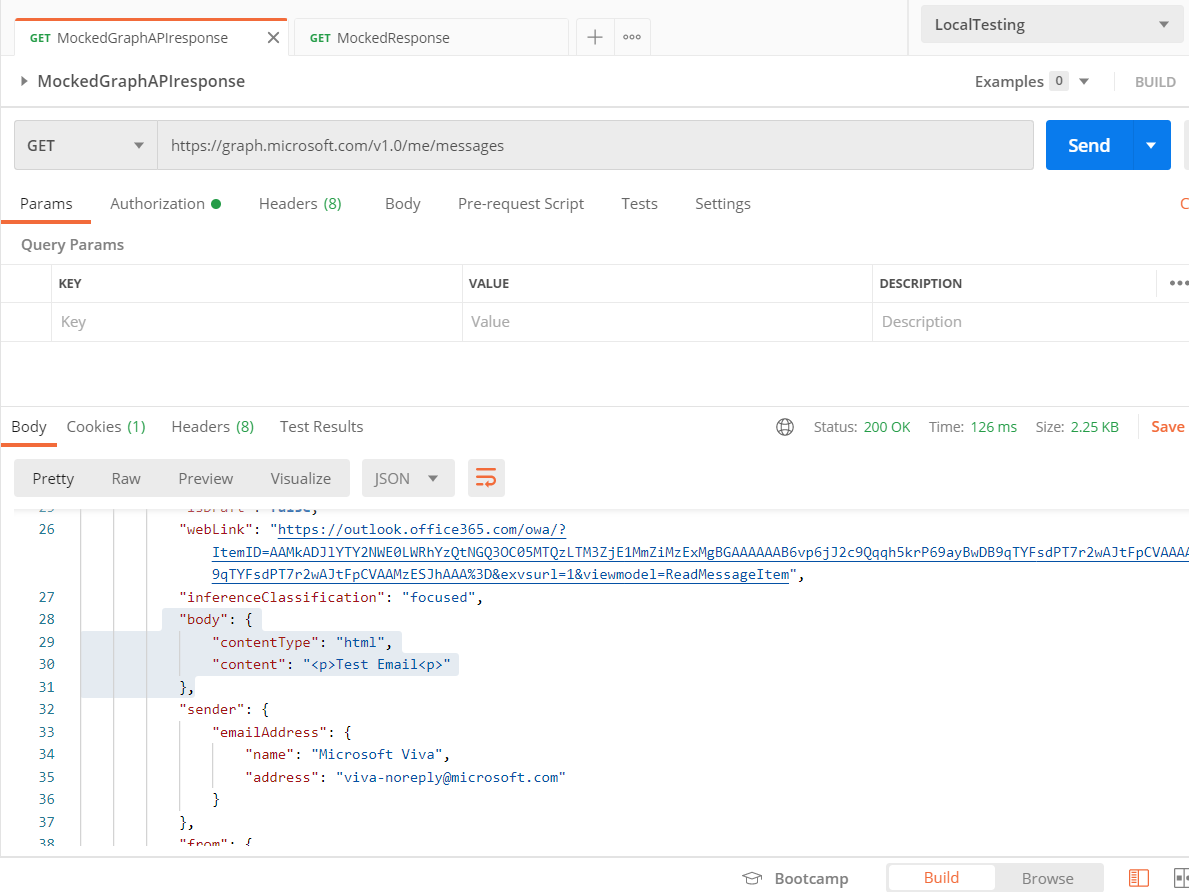 GET MockedGraphAPIresponse GET MockedResponse LocalTesting
MockedGraphAPIresponse Examples 0 BUILD
GET https://graph.microsoft.com/v1.0/me/messages Send
Params Authorization Headers (8) Body Pre-request Script Tests Settings C
Query Params
KEY VALUE DESCRIPTION
Key Value Description
Body Cookies (1) Headers (8) Test Results Status: 200 OK Time: 126 ms Size: 2.25 KB Save
Pretty Raw Preview Visualize JSON
25 "isDraft": false,
26 "webLink": "https://outlook.office365.com/owa/?
ItemID=AAMkADJlYTY2NWE0LWRhYzQtNGQ3OC05MTQzLTM3ZjE1MmZiMzExMgBGAAAAAAB6vp6jJ2c9Qqqh5krP69ayBwDB9qTYFsdPT7r2wAJtFpCVAAAA
9qTYFsdPT7r2wAJtFpCVAAMzESJhAAA%3D&exvsurl=1&viewmodel=ReadMessageItem",
27 "inferenceClassification": "focused",
28 "body": {
29 "contentType": "html",
30 "content": "<p>Test Email<p>"
31 },
32 "sender": {
33 "emailAddress": {
34 "name": "Microsoft Viva",
35 "address": "viva-noreply@microsoft.com"
36 }
37 },
38 "from": {
Bootcamp Build Browse